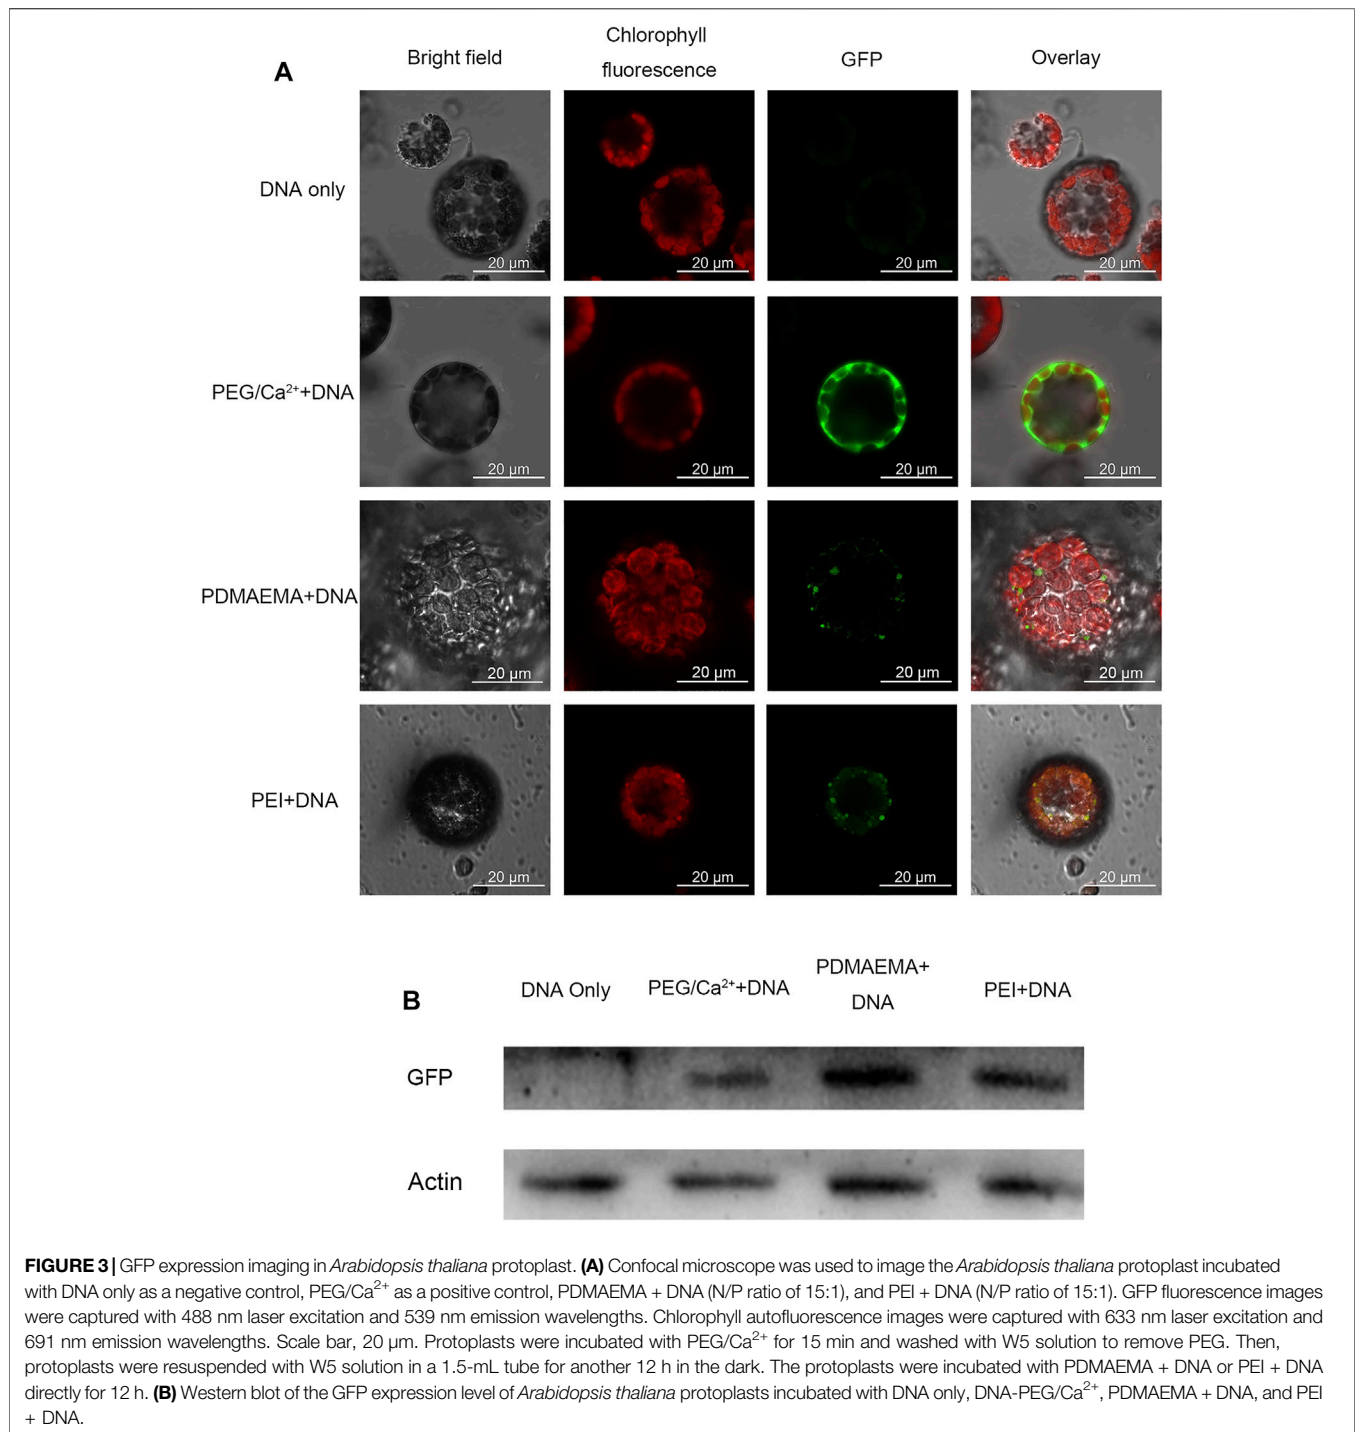 A
Bright field
Chlorophyll
fluorescence
GFP
Overlay
DNA only
20 µm
20 µm
20 µm
20 µm
PEG/Ca²⁺+DNA
20 µm
20 µm
20 µm
20 µm
PDMAEMA+DNA
20 µm
20 µm
20 µm
20 µm
PEI+DNA
20 µm
20 µm
20 µm
20 µm
B
DNA Only
PEG/Ca²⁺+DNA
PDMAEMA+
DNA
PEI+DNA
GFP
Actin
FIGURE 3 | GFP expression imaging in Arabidopsis thaliana protoplast. (A) Confocal microscope was used to image the Arabidopsis thaliana protoplast incubated
with DNA only as a negative control, PEG/Ca²⁺ as a positive control, PDMAEMA + DNA (N/P ratio of 15:1), and PEI + DNA (N/P ratio of 15:1). GFP fluorescence images
were captured with 488 nm laser excitation and 539 nm emission wavelengths. Chlorophyll autofluorescence images were captured with 633 nm laser excitation and
691 nm emission wavelengths. Scale bar, 20 µm. Protoplasts were incubated with PEG/Ca²⁺ for 15 min and washed with W5 solution to remove PEG. Then,
protoplasts were resuspended with W5 solution in a 1.5-mL tube for another 12 h in the dark. The protoplasts were incubated with PDMAEMA + DNA or PEI + DNA
directly for 12 h. (B) Western blot of the GFP expression level of Arabidopsis thaliana protoplasts incubated with DNA only, DNA-PEG/Ca²⁺, PDMAEMA + DNA, and PEI
+ DNA.